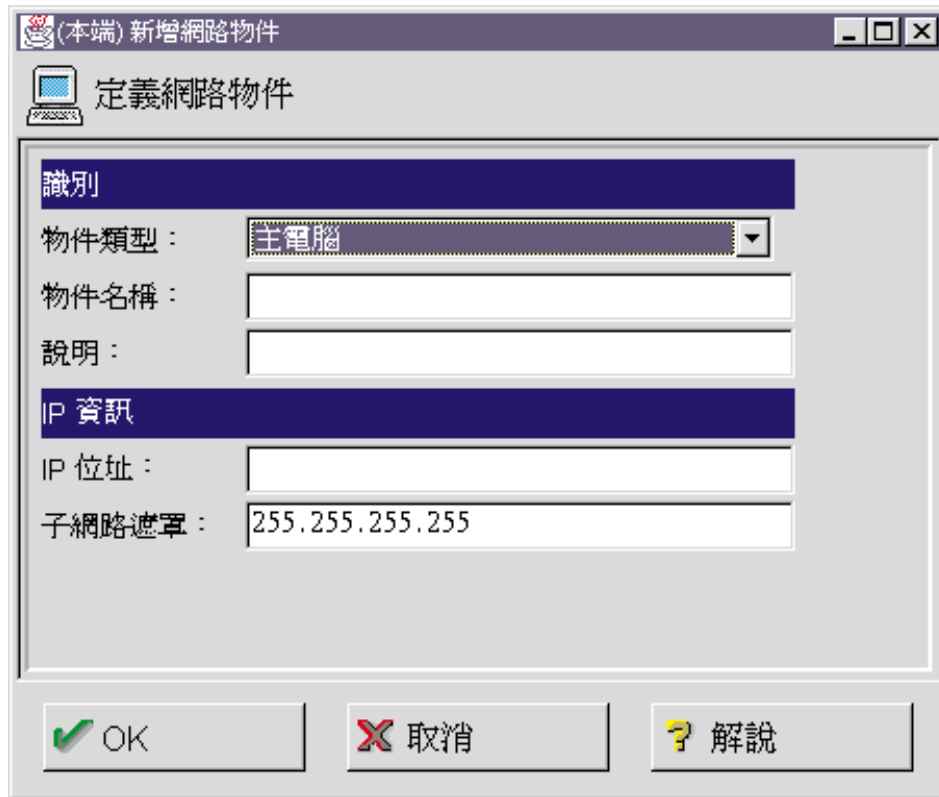 (本端) 新增網路物件
定義網路物件
識別
物件類型： 主電腦
物件名稱：
說明：
IP 資訊
IP 位址：
子網路遮罩： 255.255.255.255
OK 取消 解說